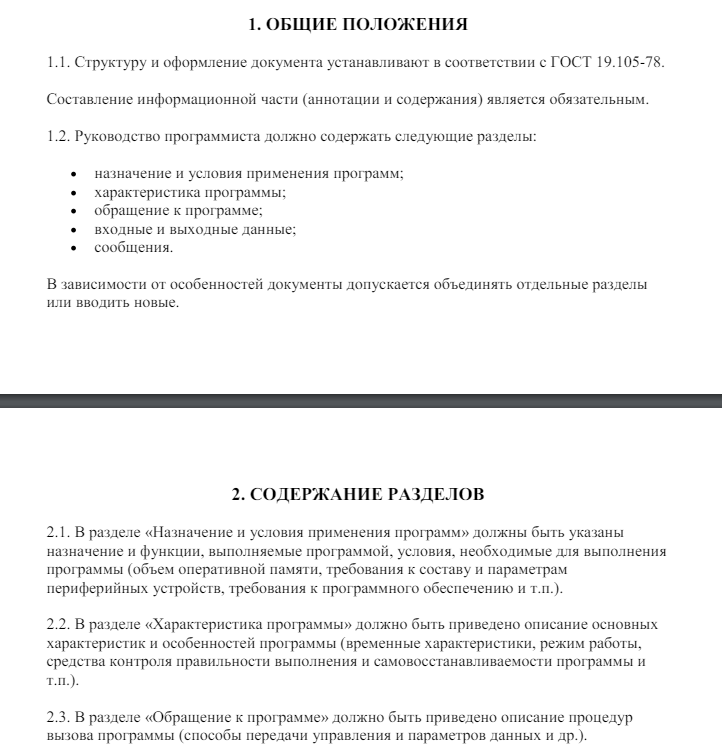 1. ОБЩИЕ ПОЛОЖЕНИЯ
1.1. Структуру и оформление документа устанавливают в соответствии с ГОСТ 19.105-78.
Составление информационной части (аннотации и содержания) является обязательным.
1.2. Руководство программиста должно содержать следующие разделы:
• назначение и условия применения программ;
• характеристика программы;
• обращение к программе;
• входные и выходные данные;
• сообщения.
В зависимости от особенностей документы допускается объединять отдельные разделы
или вводить новые.
2. СОДЕРЖАНИЕ РАЗДЕЛОВ
2.1. В разделе «Назначение и условия применения программ» должны быть указаны
назначение и функции, выполняемые программой, условия, необходимые для выполнения
программы (объем оперативной памяти, требования к составу и параметрам
периферийных устройств, требования к программного обеспечению и т.п.).
2.2. В разделе «Характеристика программы» должно быть приведено описание основных
характеристик и особенностей программы (временные характеристики, режим работы,
средства контроля правильности выполнения и самовосстанавливаемости программы и
т.п.).
2.3. В разделе «Обращение к программе» должно быть приведено описание процедур
вызова программы (способы передачи управления и параметров данных и др.).